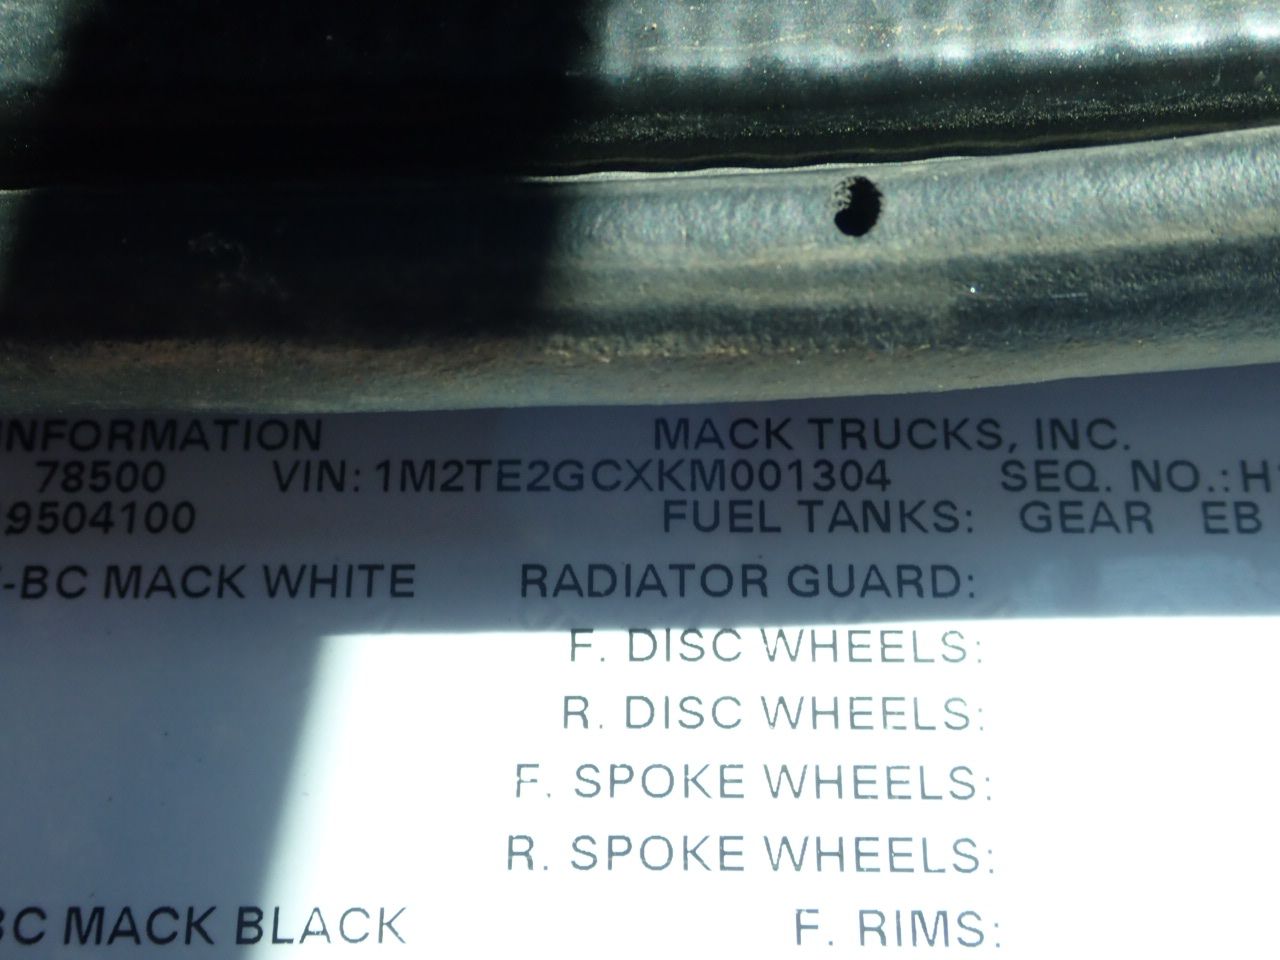 INFORMATION MACK TRUCKS, INC.
78500 VIN: 1M2TE2GCXKM001304 SEQ. NO.: H
9504100 FUEL TANKS: GEAR EB
-BC MACK WHITE RADIATOR GUARD:
F. DISC WHEELS:
R. DISC WHEELS:
F. SPOKE WHEELS:
R. SPOKE WHEELS:
BC MACK BLACK F. RIMS: